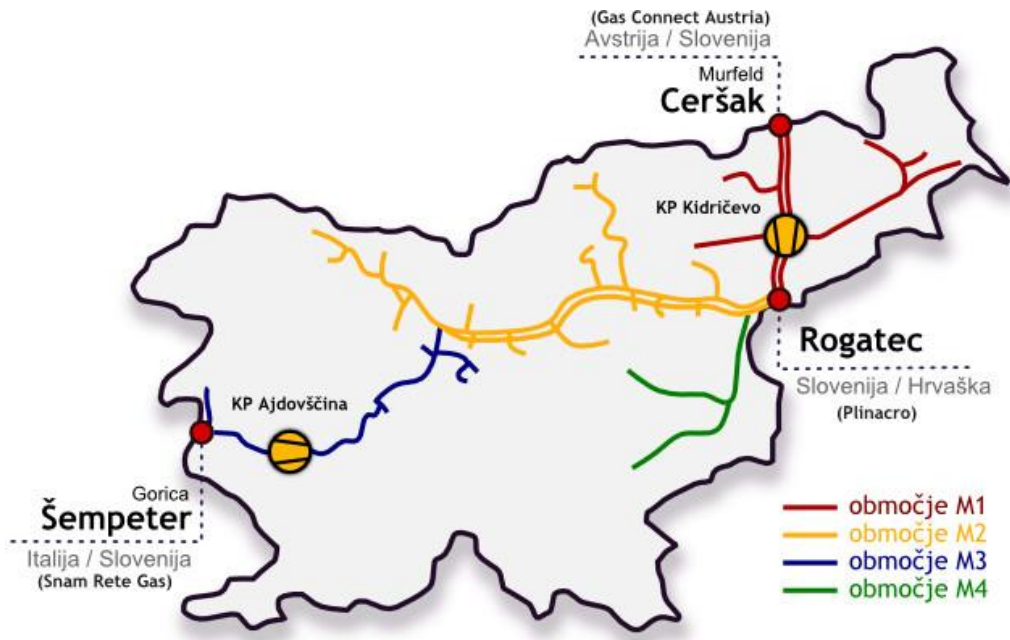 (Gas Connect Austria)
Avstrija / Slovenija
Murfeld
Ceršak
KP Kidričevo
Rogatec
Slovenija / Hrvaška
(Plinacro)
KP Ajdovščina
Gorica
Šempeter
Italija / Slovenija
(Snam Rete Gas)
območje M1
območje M2
območje M3
območje M4